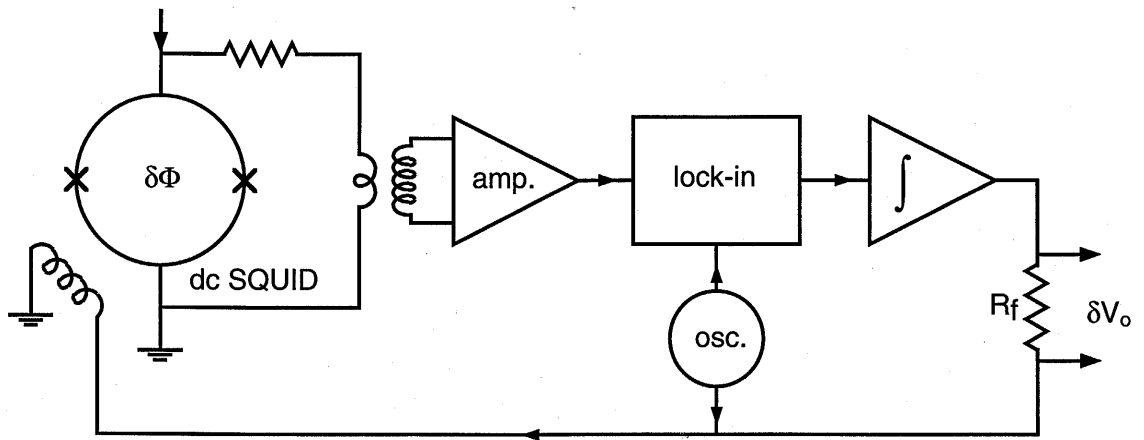 δΦ
amp.
lock-in
∫
dc SQUID
osc.
R_f
δV_o